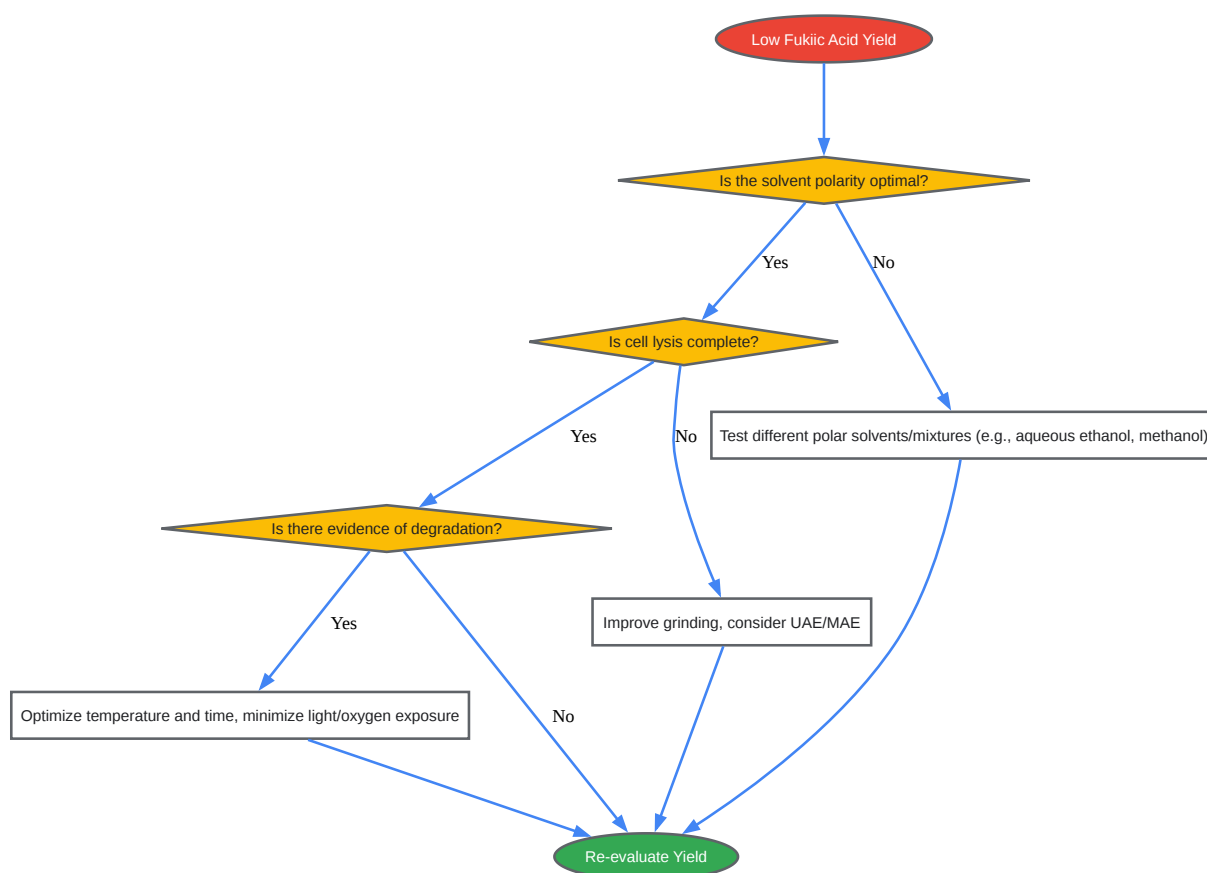 Low Fukiic Acid Yield
Is the solvent polarity optimal?
Yes
No
Is cell lysis complete?
Yes
No
Test different polar solvents/mixtures (e.g., aqueous ethanol, methanol)
Is there evidence of degradation?
Yes
Improve grinding, consider UAE/MAE
Optimize temperature and time, minimize light/oxygen exposure
No
Re-evaluate Yield